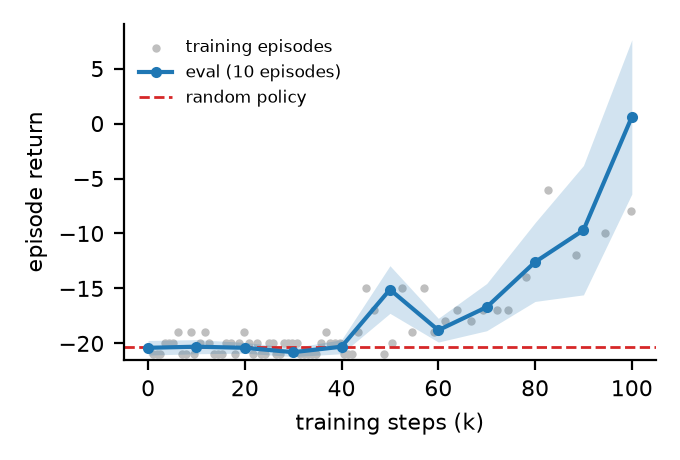 training episodes
eval (10 episodes)
random policy
episode return
5
0
−5
−10
−15
−20
0 20 40 60 80 100
training steps (k)